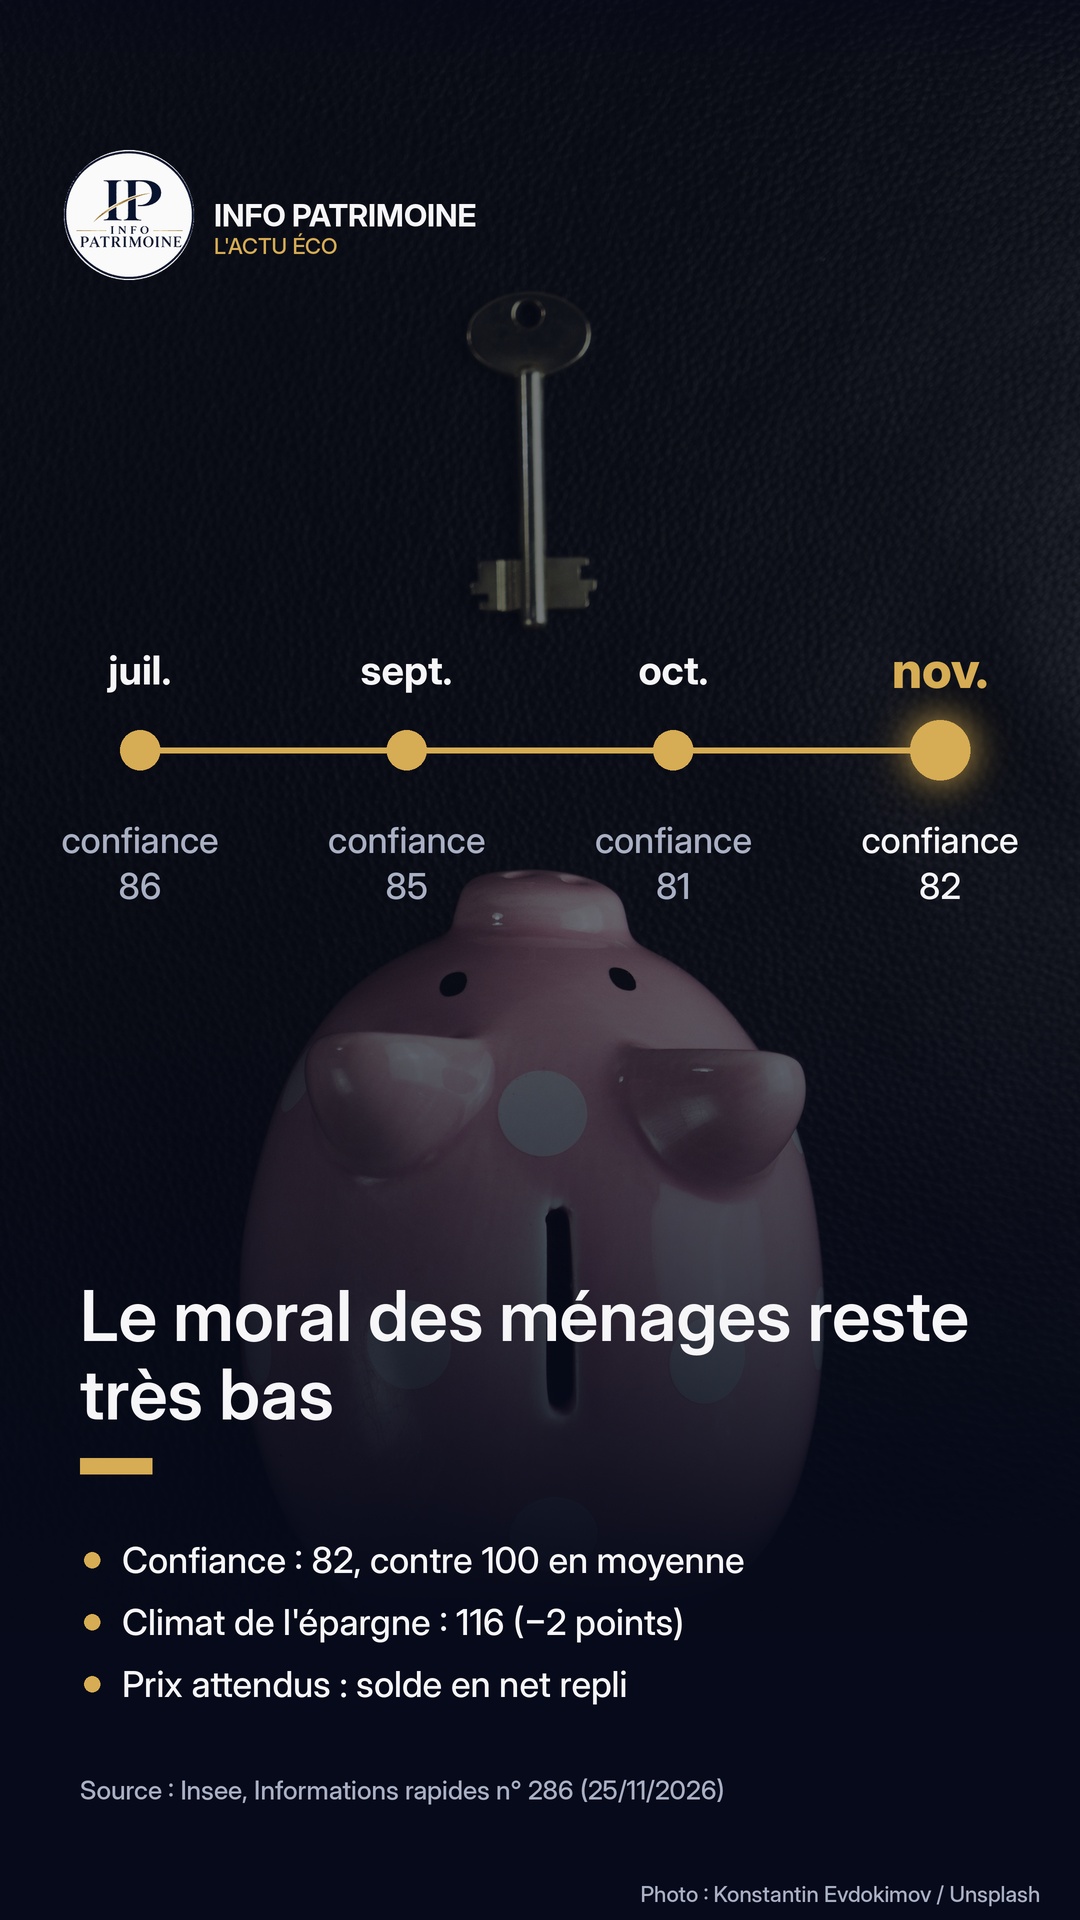 IP
INFO
PATRIMOINE
INFO PATRIMOINE
L'ACTU ÉCO
juil. sept. oct. nov.
confiance confiance confiance confiance
86 85 81 82
Le moral des ménages reste
très bas
Confiance : 82, contre 100 en moyenne
Climat de l'épargne : 116 (−2 points)
Prix attendus : solde en net repli
Source : Insee, Informations rapides n° 286 (25/11/2026)
Photo : Konstantin Evdokimov / Unsplash